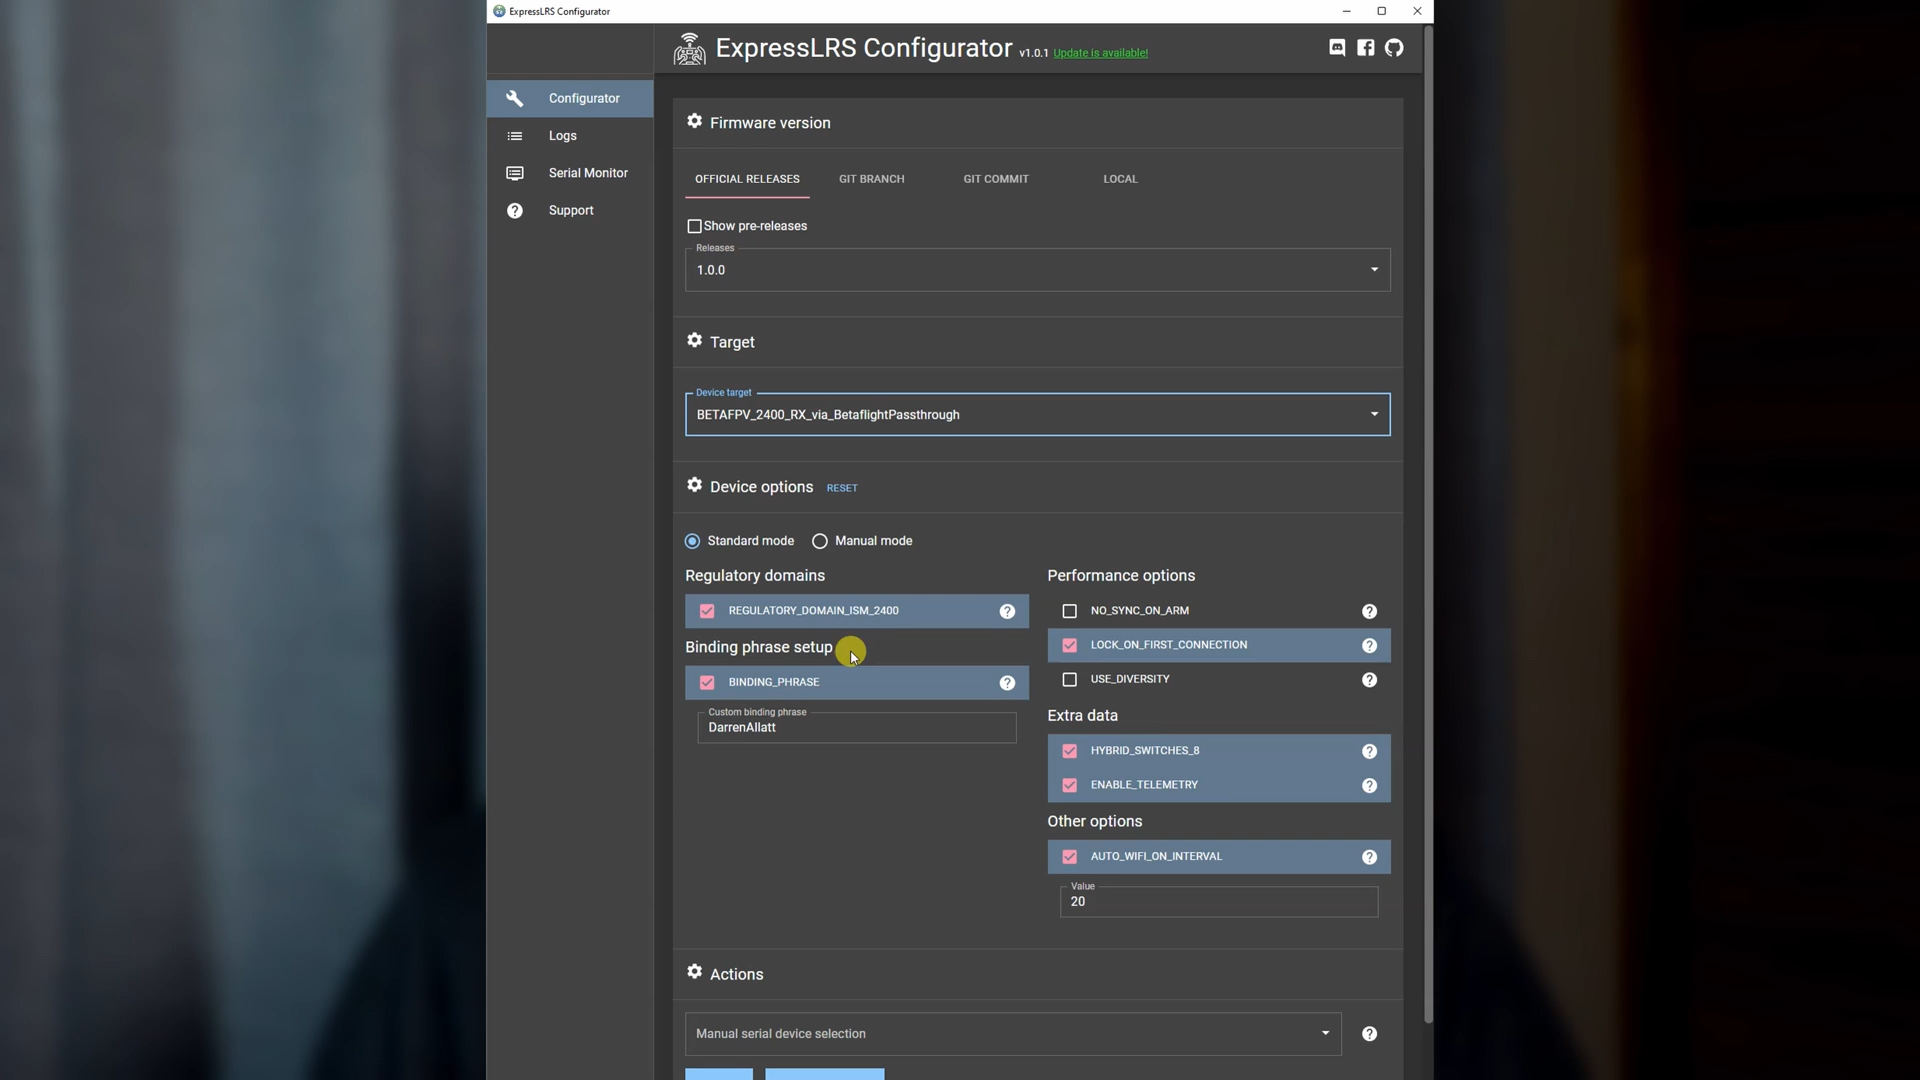 ExpressLRS Configurator
ExpressLRS Configurator v1.0.1 Update is available!
Configurator
Logs
Serial Monitor
Support
Firmware version
OFFICIAL RELEASES GIT BRANCH GIT COMMIT LOCAL
Show pre-releases
Releases
1.0.0
Target
Device target
BETAFPV_2400_RX_via_BetaflightPassthrough
Device options RESET
Standard mode Manual mode
Regulatory domains
REGULATORY_DOMAIN_ISM_2400
Binding phrase setup
BINDING_PHRASE
Custom binding phrase
DarrenAllatt
Performance options
NO_SYNC_ON_ARM
LOCK_ON_FIRST_CONNECTION
USE_DIVERSITY
Extra data
HYBRID_SWITCHES_8
ENABLE_TELEMETRY
Other options
AUTO_WIFI_ON_INTERVAL
Value
20
Actions
Manual serial device selection